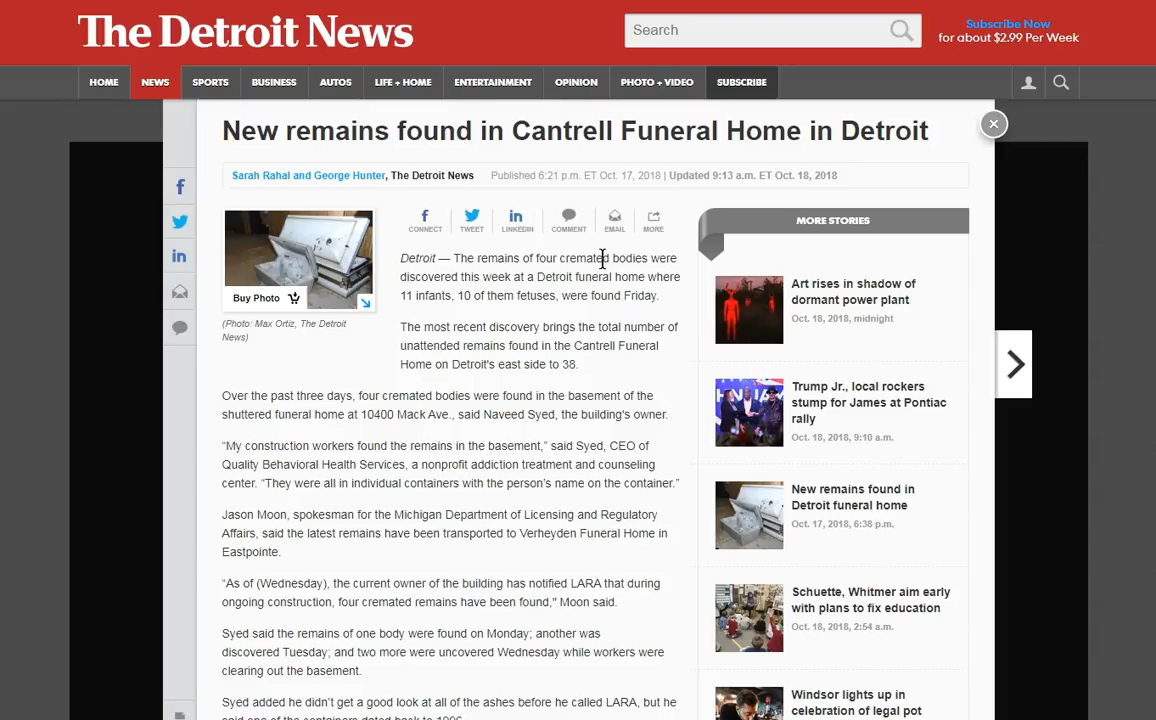 The Detroit News
Search
Subscribe Now
for about $2.99 Per Week
HOME
NEWS
SPORTS
BUSINESS
AUTOS
LIFE + HOME
ENTERTAINMENT
OPINION
PHOTO + VIDEO
SUBSCRIBE
New remains found in Cantrell Funeral Home in Detroit
Sarah Rahal and George Hunter, The Detroit News Published 6:21 p.m. ET Oct. 17, 2018 | Updated 9:13 a.m. ET Oct. 18, 2018
Buy Photo
(Photo: Max Ortiz, The Detroit
News)
CONNECT
TWEET
LINKEDIN
COMMENT
EMAIL
MORE
Detroit — The remains of four cremated bodies were
discovered this week at a Detroit funeral home where
11 infants, 10 of them fetuses, were found Friday.
The most recent discovery brings the total number of
unattended remains found in the Cantrell Funeral
Home on Detroit's east side to 38.
Over the past three days, four cremated bodies were found in the basement of the
shuttered funeral home at 10400 Mack Ave., said Naveed Syed, the building's owner.
“My construction workers found the remains in the basement,” said Syed, CEO of
Quality Behavioral Health Services, a nonprofit addiction treatment and counseling
center. “They were all in individual containers with the person’s name on the container.”
Jason Moon, spokesman for the Michigan Department of Licensing and Regulatory
Affairs, said the latest remains have been transported to Verheyden Funeral Home in
Eastpointe.
“As of (Wednesday), the current owner of the building has notified LARA that during
ongoing construction, four cremated remains have been found," Moon said.
Syed said the remains of one body were found on Monday; another was
discovered Tuesday; and two more were uncovered Wednesday while workers were
clearing out the basement.
Syed added he didn’t get a good look at all of the ashes before he called LARA, but he
said one of the containers dated back to 1996.
MORE STORIES
Art rises in shadow of
dormant power plant
Oct. 18, 2018, midnight
Trump Jr., local rockers
stump for James at Pontiac
rally
Oct. 18, 2018, 9:10 a.m.
New remains found in
Detroit funeral home
Oct. 17, 2018, 6:38 p.m.
Schuette, Whitmer aim early
with plans to fix education
Oct. 18, 2018, 2:54 a.m.
Windsor lights up in
celebration of legal pot